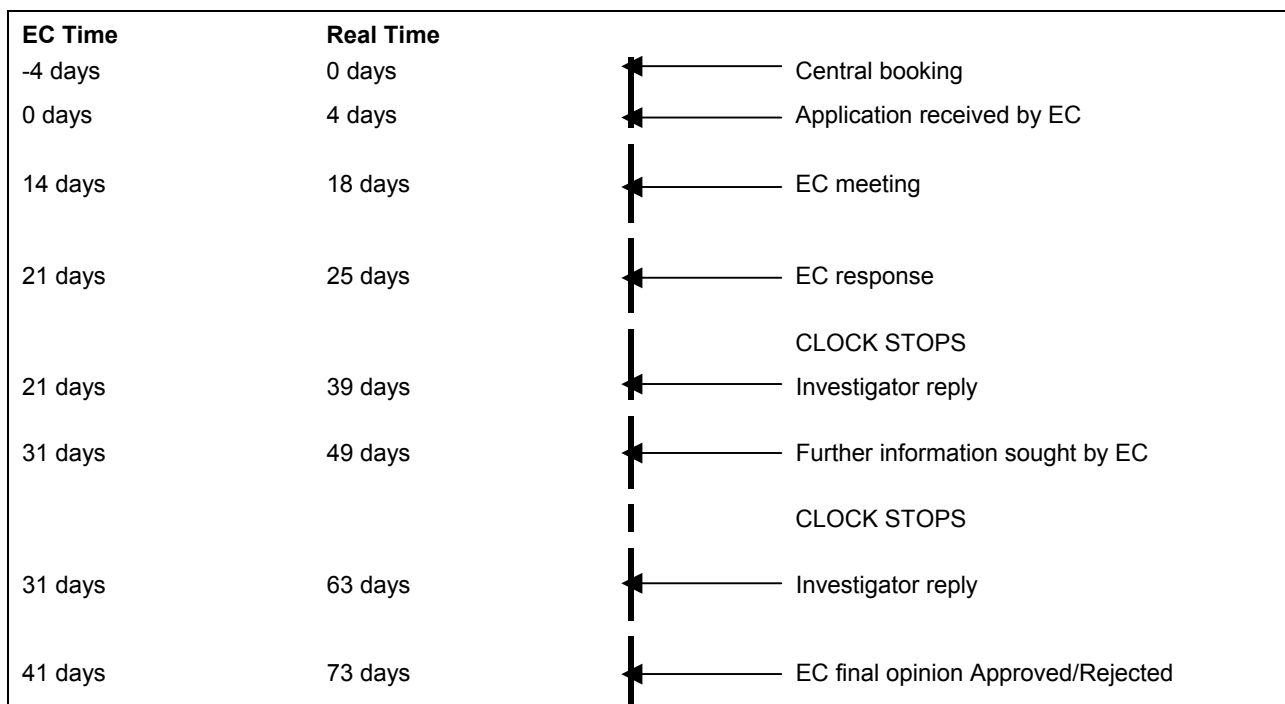 EC Time Real Time
-4 days 0 days Central booking
0 days 4 days Application received by EC
14 days 18 days EC meeting
21 days 25 days EC response
CLOCK STOPS
21 days 39 days Investigator reply
31 days 49 days Further information sought by EC
CLOCK STOPS
31 days 63 days Investigator reply
41 days 73 days EC final opinion Approved/Rejected